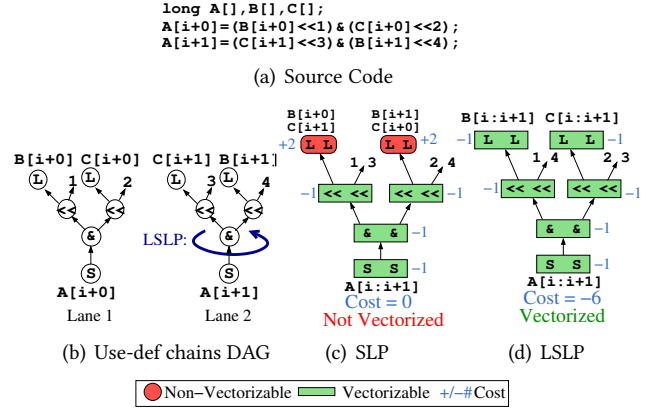 long A[],B[],C[];
A[i+0]=(B[i+0]<<1)&(C[i+0]<<2);
A[i+1]=(C[i+1]<<3)&(B[i+1]<<4);
(a) Source Code
B[i+0] C[i+0]
L 1 L 2
<< <<
&
S
A[i+0]
Lane 1
C[i+1] B[i+1]
L 3 L 4
<< <<
LSLP: &
S
A[i+1]
Lane 2
(b) Use-def chains DAG
B[i+0] B[i+1]
C[i+1] C[i+0]
+2 L L L L +2
1 3 2 4
−1 << << << << −1
& & −1
S S −1
A[i:i+1]
Cost = 0
Not Vectorized
(c) SLP
B[i:i+1] C[i:i+1]
−1 L L −1 L L
1 4 2 3
−1 << << << << −1
& & −1
S S −1
A[i:i+1]
Cost = −6
Vectorized
(d) LSLP
Non−Vectorizable Vectorizable +/−# Cost